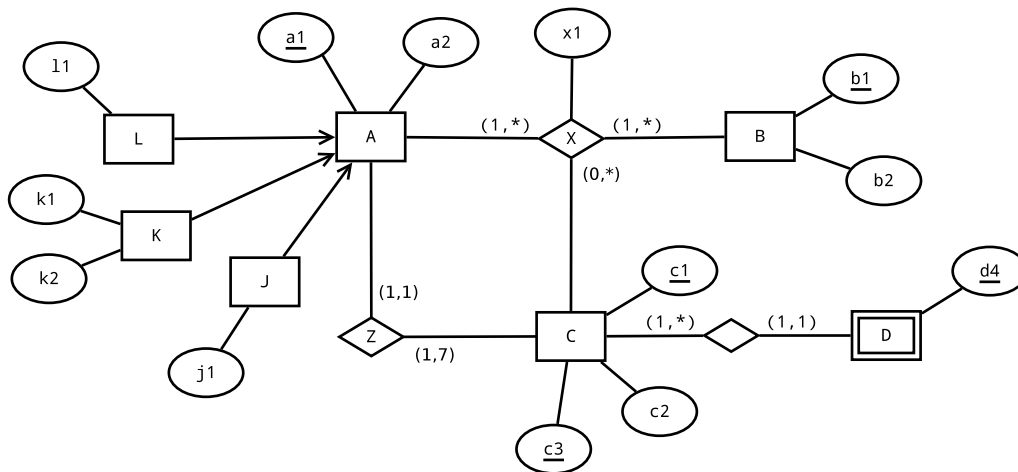 x1
a1
a2
l1
b1
L
A
(1,*)
X
(1,*)
B
(0,*)
b2
k1
K
k2
J
c1
d4
(1,1)
Z
(1,7)
C
(1,*)
(1,1)
D
j1
c2
c3